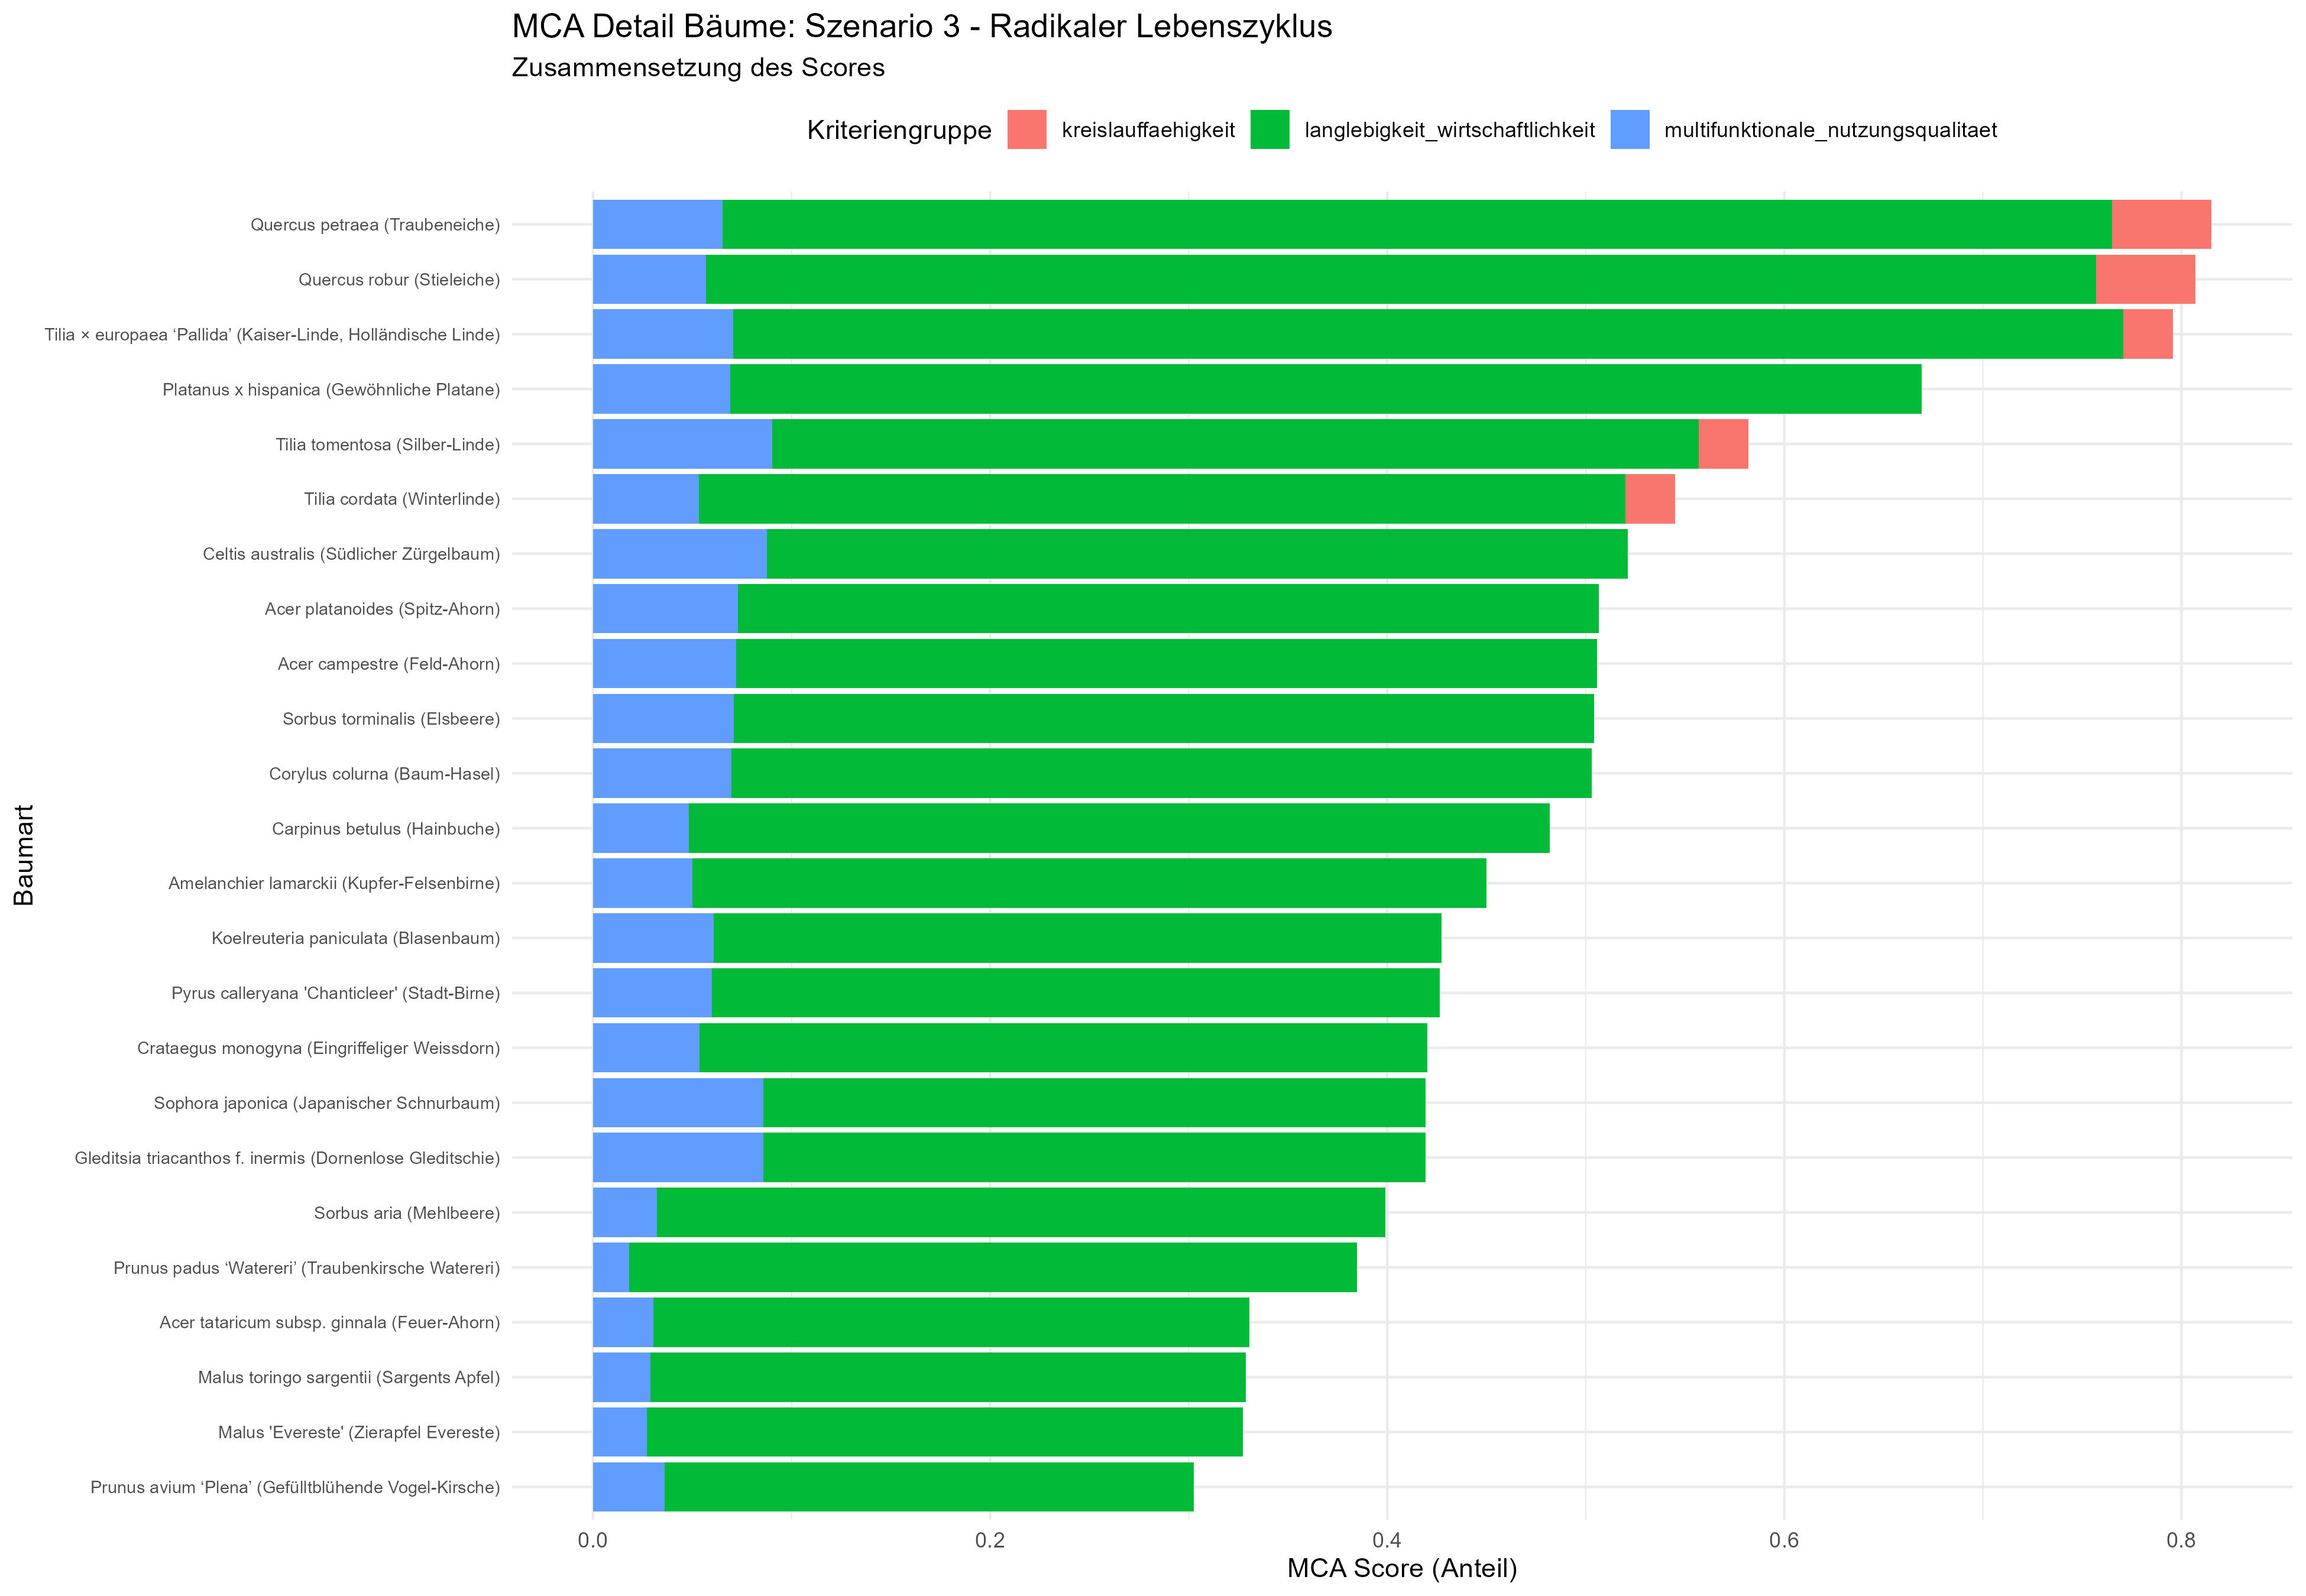 MCA Detail Bäume: Szenario 3 - Radikaler Lebenszyklus
Zusammensetzung des Scores
Kriteriengruppe kreislauffaehigkeit langlebigkeit_wirtschaftlichkeit multifunktionale_nutzungsqualitaet
Baumart
Quercus petraea (Traubeneiche)
Quercus robur (Stieleiche)
Tilia × europaea ‘Pallida’ (Kaiser-Linde, Holländische Linde)
Platanus x hispanica (Gewöhnliche Platane)
Tilia tomentosa (Silber-Linde)
Tilia cordata (Winterlinde)
Celtis australis (Südlicher Zürgelbaum)
Acer platanoides (Spitz-Ahorn)
Acer campestre (Feld-Ahorn)
Sorbus torminalis (Elsbeere)
Corylus colurna (Baum-Hasel)
Carpinus betulus (Hainbuche)
Amelanchier lamarckii (Kupfer-Felsenbirne)
Koelreuteria paniculata (Blasenbaum)
Pyrus calleryana 'Chanticleer' (Stadt-Birne)
Crataegus monogyna (Eingriffeliger Weissdorn)
Sophora japonica (Japanischer Schnurbaum)
Gleditsia triacanthos f. inermis (Dornenlose Gleditschie)
Sorbus aria (Mehlbeere)
Prunus padus ‘Watereri’ (Traubenkirsche Watereri)
Acer tataricum subsp. ginnala (Feuer-Ahorn)
Malus toringo sargentii (Sargents Apfel)
Malus 'Evereste' (Zierapfel Evereste)
Prunus avium ‘Plena’ (Gefülltblühende Vogel-Kirsche)
0.0 0.2 0.4 0.6 0.8
MCA Score (Anteil)